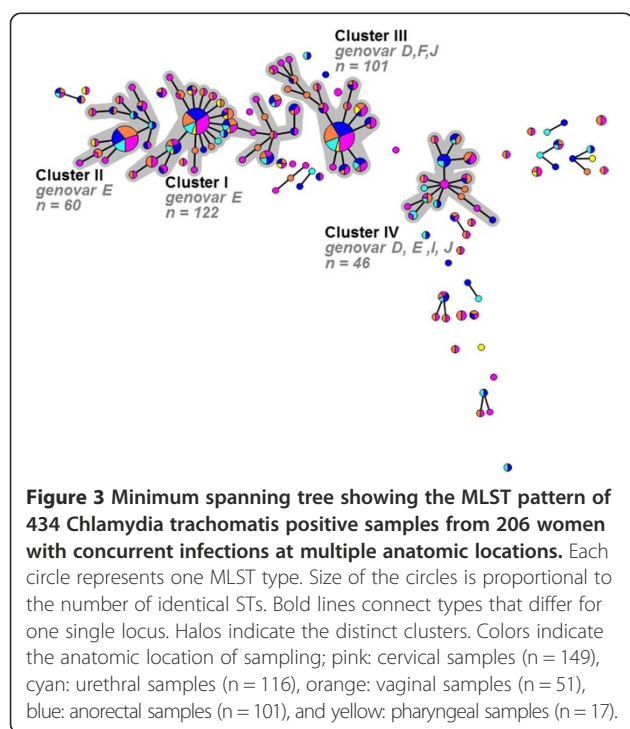 Cluster III
genovar D,F,J
n = 101
Cluster II
genovar E
n = 60
Cluster I
genovar E
n = 122
Cluster IV
genovar D, E ,I, J
n = 46
Figure 3 Minimum spanning tree showing the MLST pattern of
434 Chlamydia trachomatis positive samples from 206 women
with concurrent infections at multiple anatomic locations. Each
circle represents one MLST type. Size of the circles is proportional to
the number of identical STs. Bold lines connect types that differ for
one single locus. Halos indicate the distinct clusters. Colors indicate
the anatomic location of sampling; pink: cervical samples (n = 149),
cyan: urethral samples (n = 116), orange: vaginal samples (n = 51),
blue: anorectal samples (n = 101), and yellow: pharyngeal samples (n = 17).